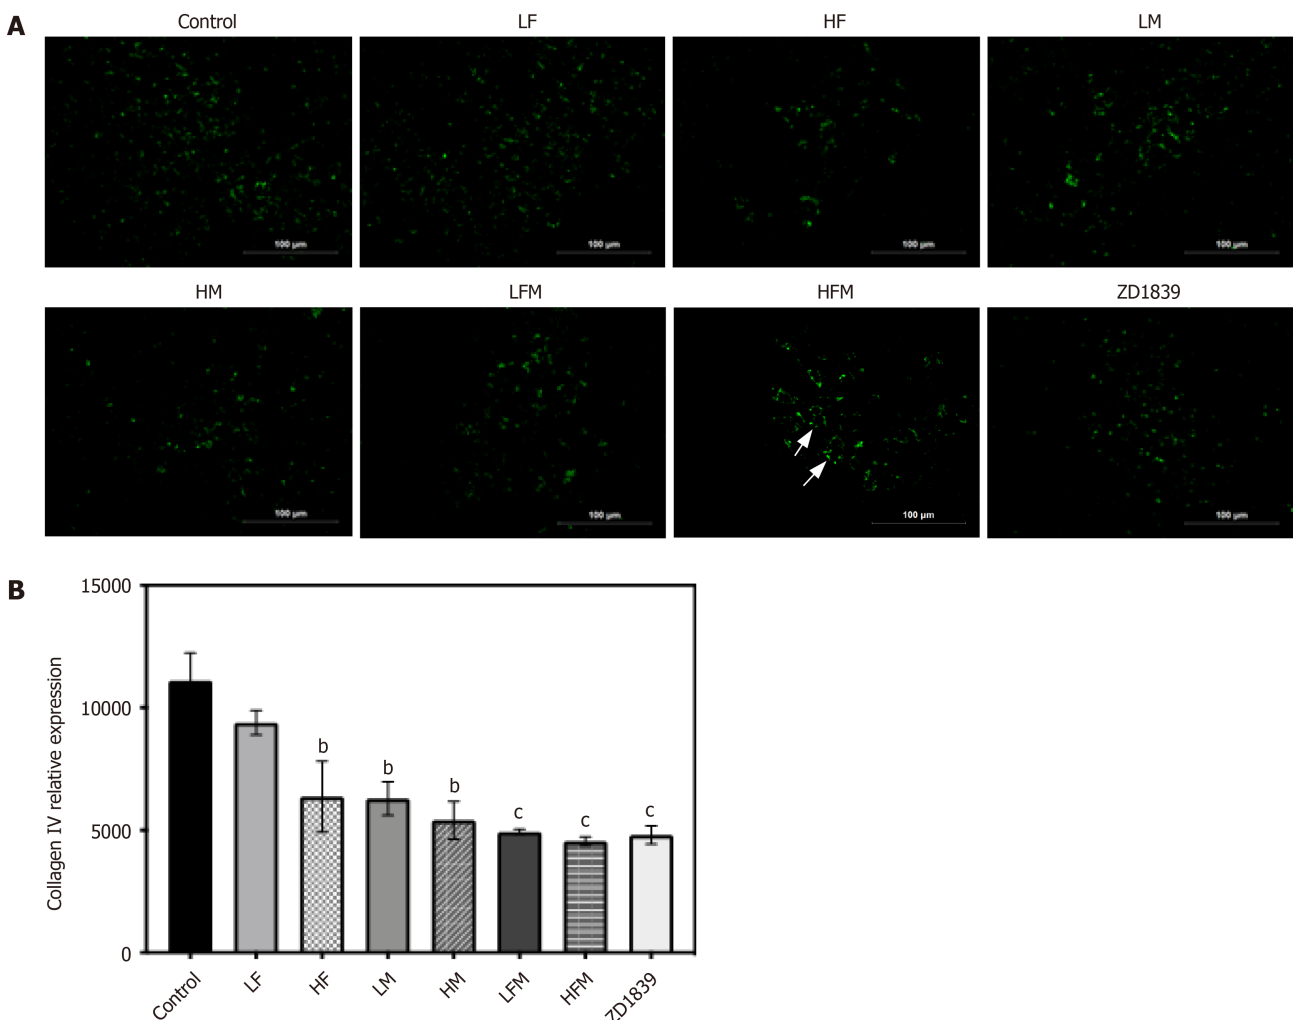 A
Control
LF
HF
LM
100 µm
100 µm
100 µm
100 µm
HM
LFM
HFM
ZD1839
100 µm
100 µm
100 µm
100 µm
B
Collagen IV relative expression
15000
10000
5000
0
b
b
b
c
c
c
Control
LF
HF
LM
HM
LFM
HFM
ZD1839